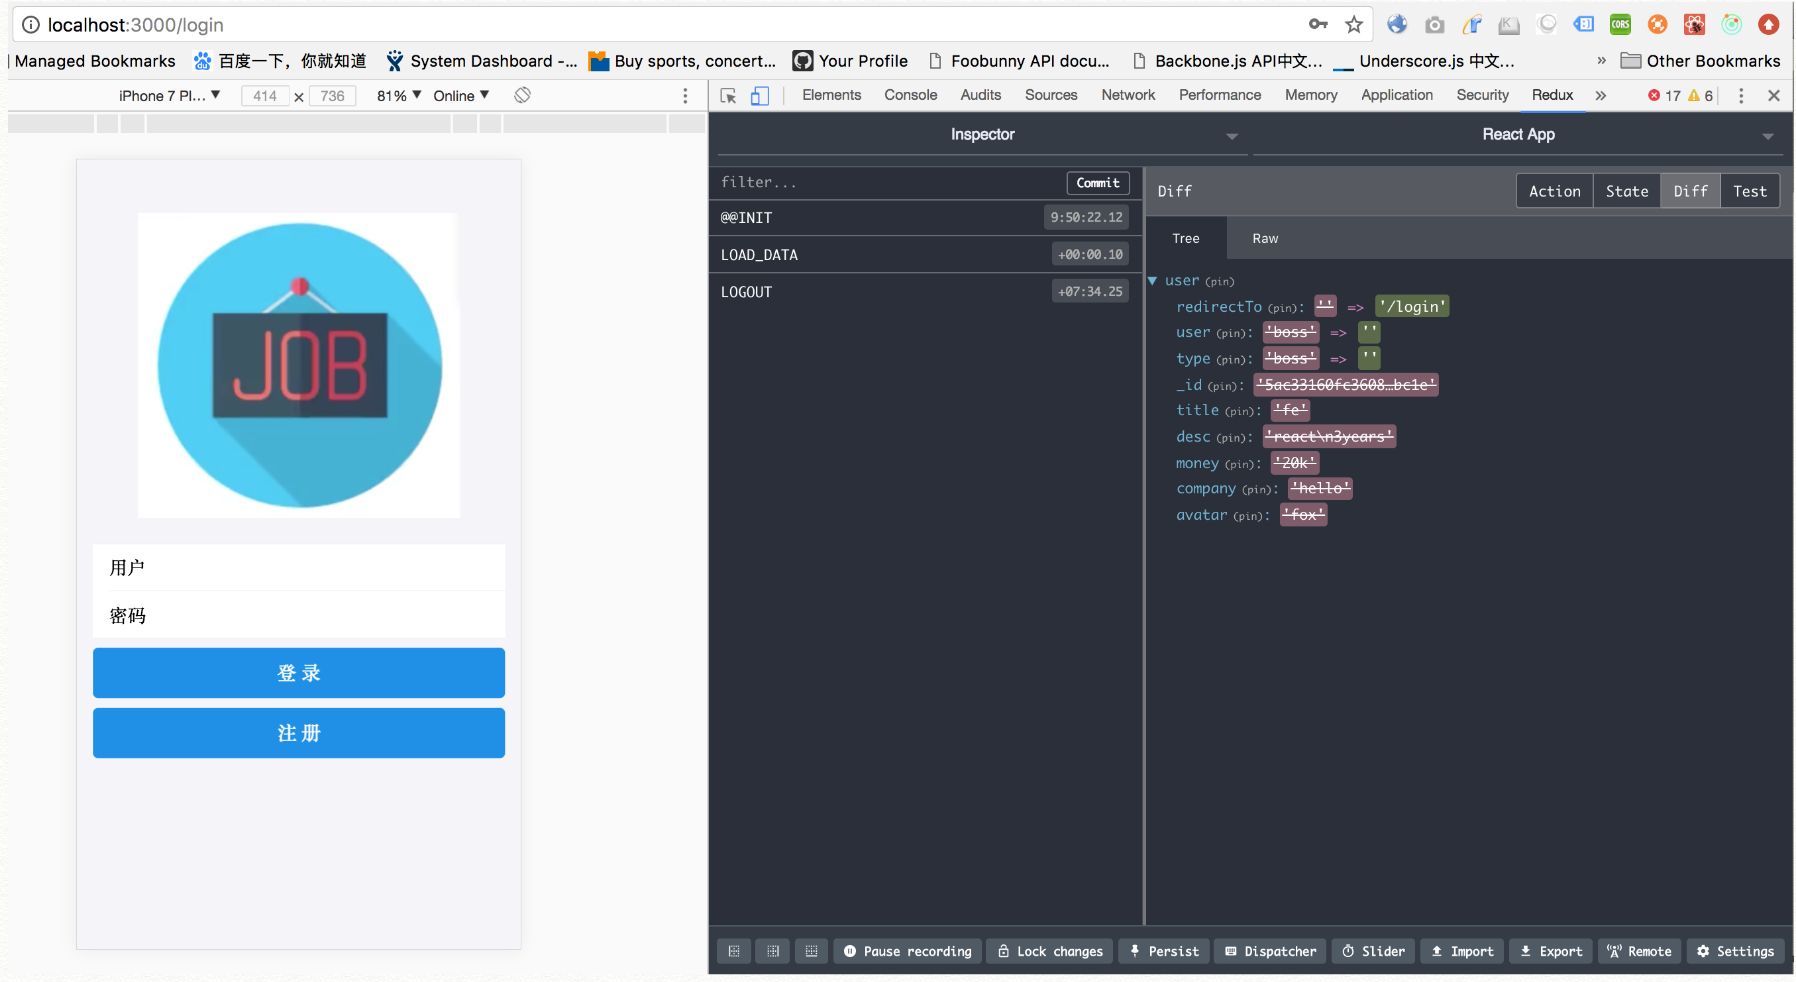 localhost:3000/login
Managed Bookmarks 百度一下，你就知道 System Dashboard -... Buy sports, concert... Your Profile Foobunny API docu... Backbone.js API中文... Underscore.js 中文... » Other Bookmarks
iPhone 7 Pl... ▼ 414 × 736 81% ▼ Online ▼
Elements Console Audits Sources Network Performance Memory Application Security Redux » 17 6
Inspector React App
filter... Commit
@@INIT 9:50:22.12
LOAD_DATA +00:00.10
LOGOUT +07:34.25
Diff Action State Diff Test
Tree Raw
user (pin)
redirectTo (pin): '' => '/login'
user (pin): 'boss' => ''
type (pin): 'boss' => ''
_id (pin): '5ac33160fc3608…bc1e'
title (pin): 'fe'
desc (pin): 'react\n3years'
money (pin): '20k'
company (pin): 'hello'
avatar (pin): 'fox'
JOB
用户
密码
登 录
注 册
Pause recording Lock changes Persist Dispatcher Slider Import Export Remote Settings